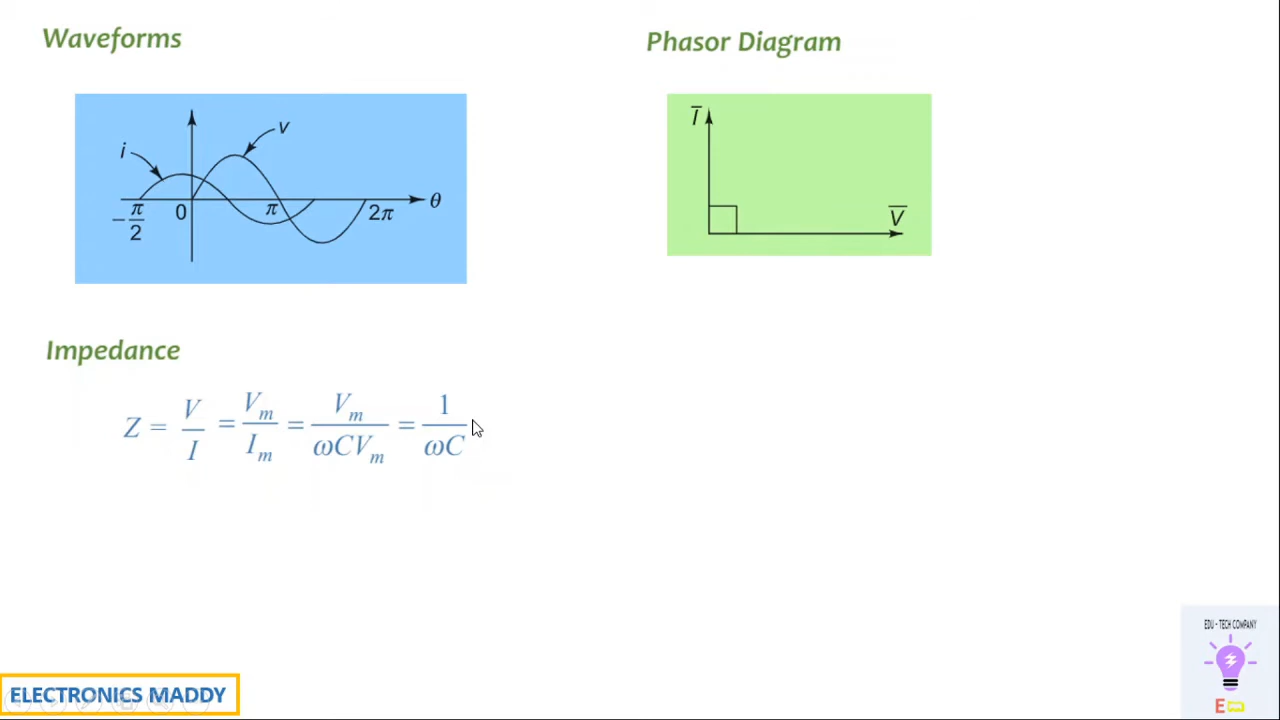 Waveforms
i
v
θ
−π/2
0
π
2π
Phasor Diagram
I̅
V̅
Impedance
Z = V/I = Vₘ/Iₘ = Vₘ/ωCVₘ = 1/ωC
EDU - TECH COMPANY
E
ELECTRONICS MADDY